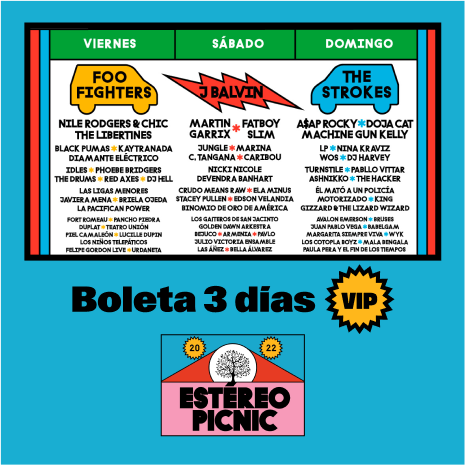 VIERNES SÁBADO DOMINGO
FOO
FIGHTERS
NILE RODGERS & CHIC
THE LIBERTINES
BLACK PUMAS * KAYTRANADA
DIAMANTE ELÉCTRICO
IDLES * PHOEBE BRIDGERS
THE DRUMS * RED AXES * DJ HELL
LAS LIGAS MENORES
JAVIERA MENA * BRIELA OJEDA
LA PACIFICAN POWER
FORT ROMEAU * PANCHO PIEDRA
DUPLAT * TEATRO UNIÓN
PIEL CAMALEÓN * LUCILLE DUPIN
LOS NIÑOS TELEPÁTICOS
FELIPE GORDON LIVE * URDANETA
J BALVIN
MARTIN GARRIX * FATBOY SLIM
JUNGLE * MARINA
C. TANGANA * CARIBOU
NICKI NICOLE
DEVENDRA BANHART
CRUDO MEANS RAW * ELA MINUS
STACEY PULLEN * EDSON VELANDIA
BINOMIO DE ORO DE AMÉRICA
LOS GAITEROS DE SAN JACINTO
GOLDEN DAWN ARKESTRA
BEJUCO * ARMENIA * PAVLO
JULIO VICTORIA ENSAMBLE
LAS ÁÑEZ * BELLA ÁLVAREZ
THE
STROKES
A$AP ROCKY * DOJA CAT
MACHINE GUN KELLY
LP * NINA KRAVIZ
WOS * DJ HARVEY
TURNSTILE * PABLLO VITTAR
ASHNIKKO * THE HACKER
ÉL MATÓ A UN POLICÍA
MOTORIZADO * KING
GIZZARD & THE LIZARD WIZARD
AVALON EMERSON * RUSES
JUAN PABLO VEGA * BABELGAM
MARGARITA SIEMPRE VIVA * WYK
LOS COTOPLA BOYZ * MALA BENGALA
PAULA PERA Y EL FIN DE LOS TIEMPOS
Boleta 3 días VIP
20 22
ESTÉREO
PICNIC